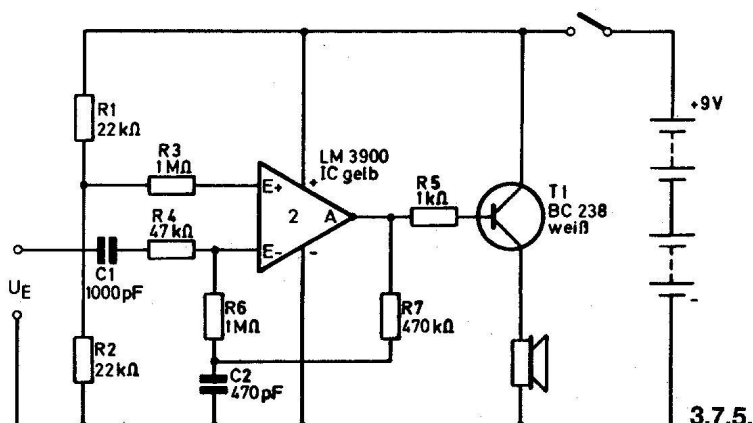 +9V
R1
22kΩ
R3
1MΩ
LM 3900
IC gelb
+
E+
2
A
R5
1kΩ
T1
BC 238
weiß
R4
47kΩ
E-
-
C1
1000pF
UE
R6
1MΩ
R7
470kΩ
-
R2
22kΩ
C2
470pF
3.7.5.